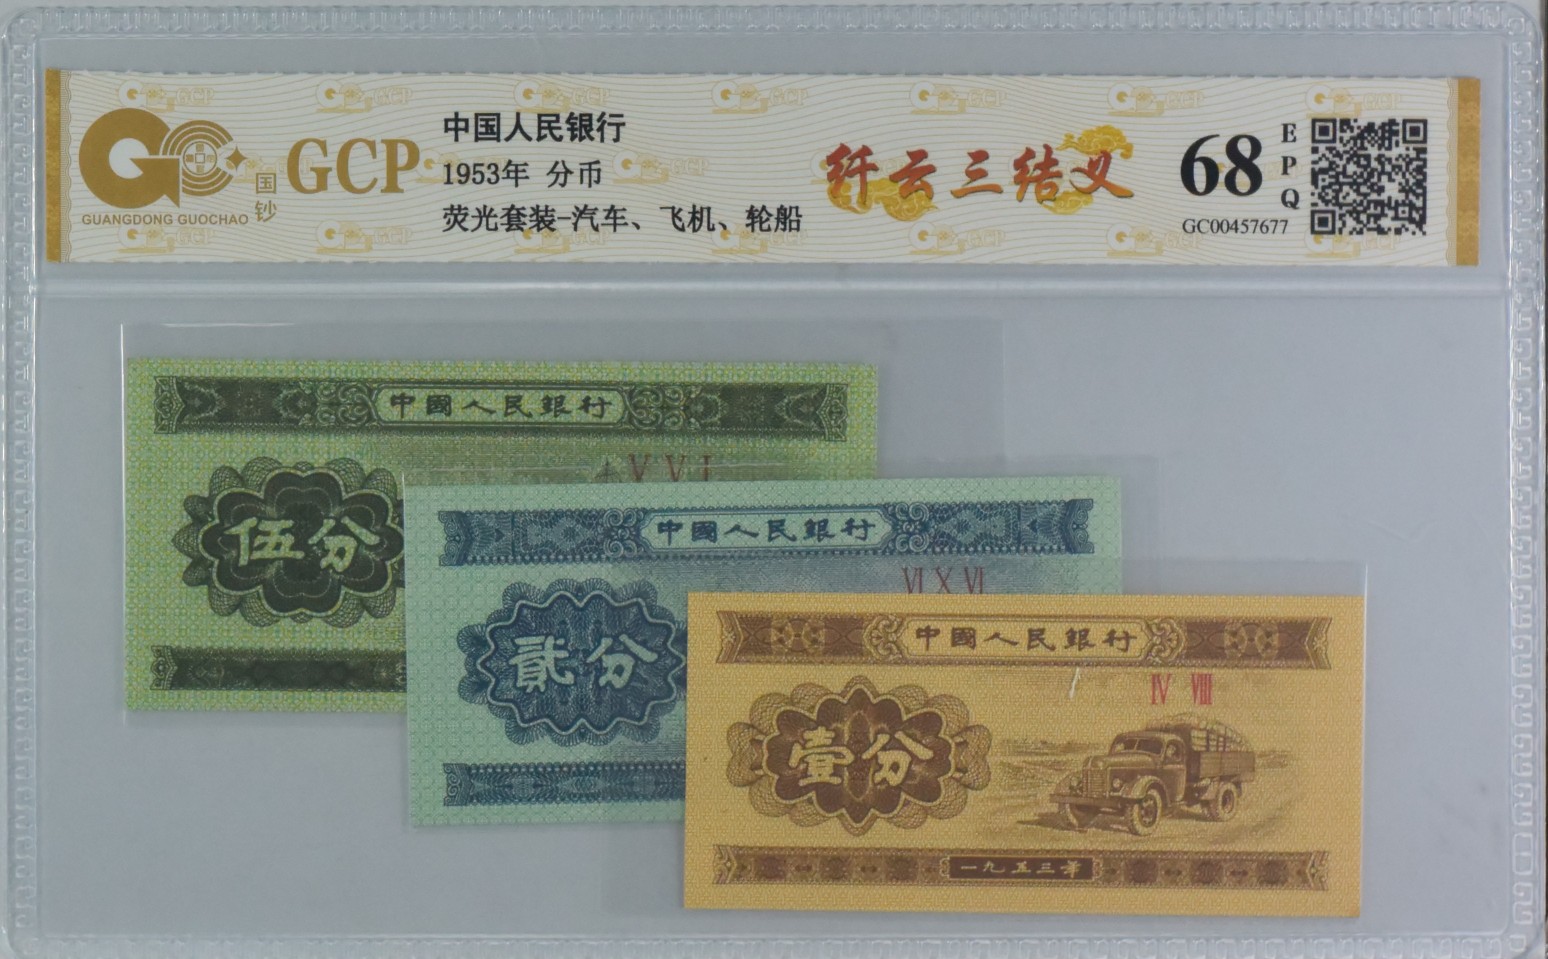 GCP
国钞
GUANGDONG GUOCHAO
中国人民银行
1953年 分币
荧光套装-汽车、飞机、轮船
纤云三结义
68
EPQ
GC00457677
中國人民銀行
V V I
伍分
中國人民銀行
VI X VI
貳分
中國人民銀行
IV VIII
壹分
一九五三年